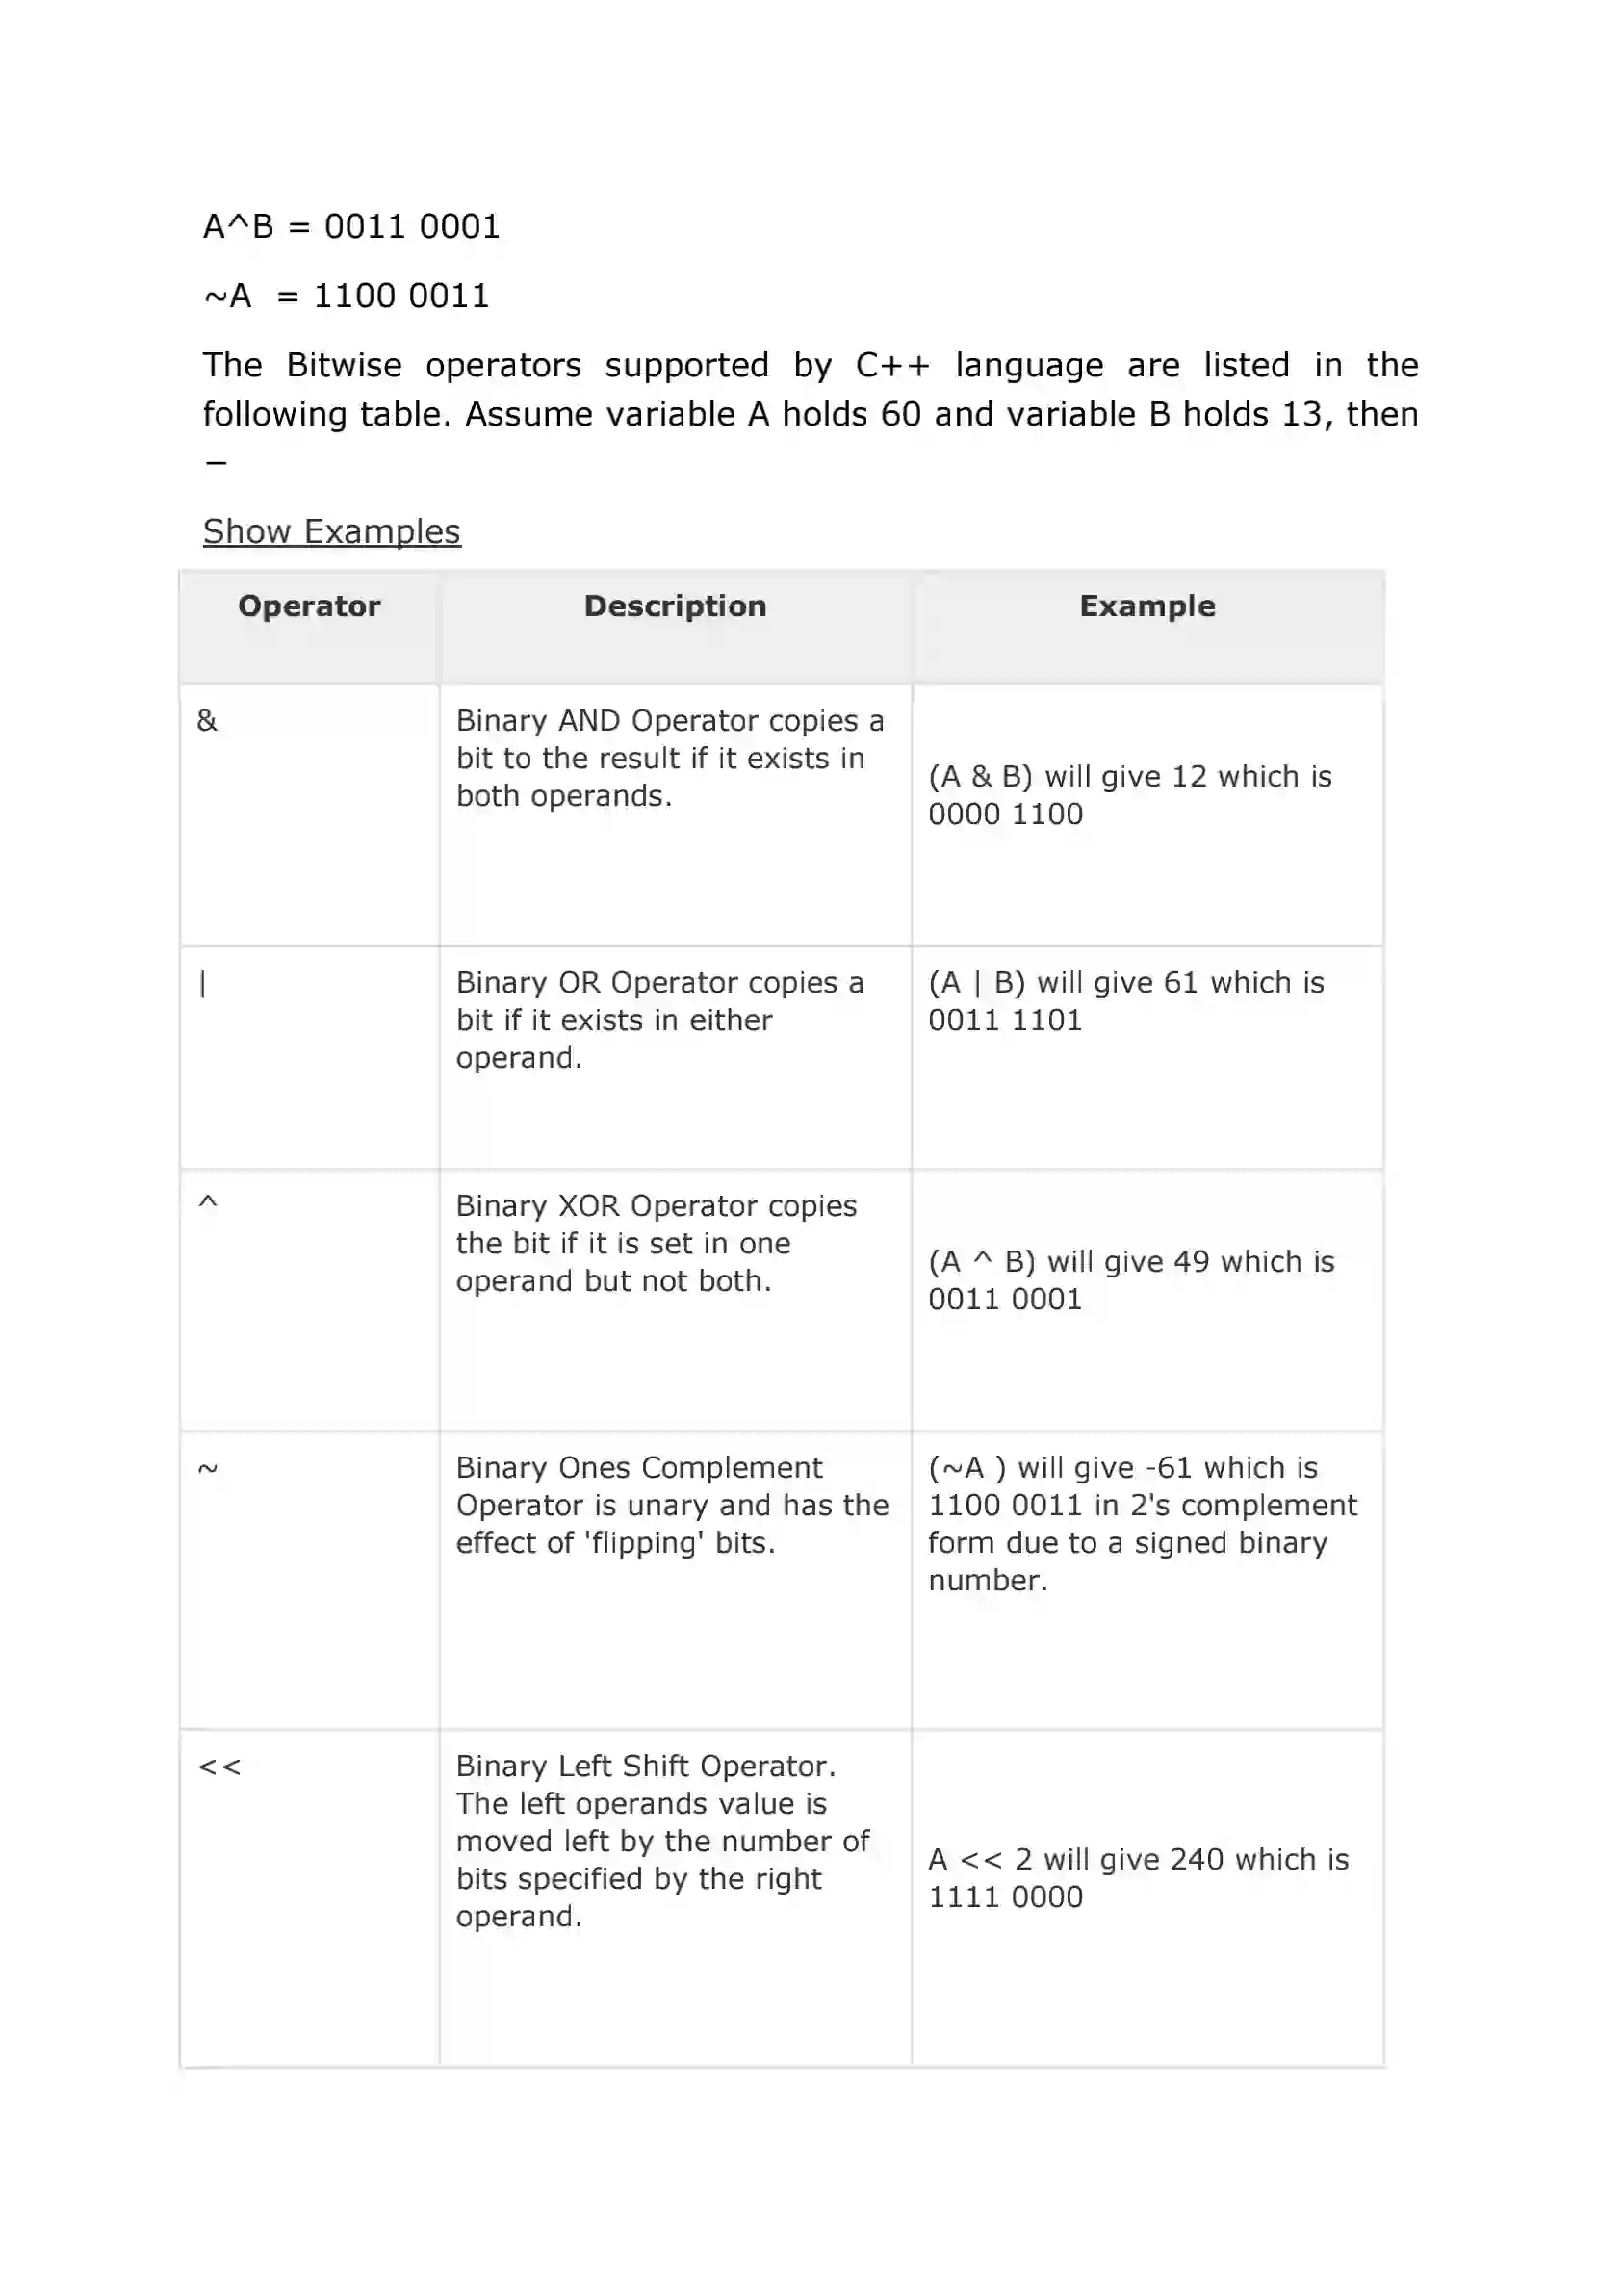 A^B = 0011 0001
~A  = 1100 0011
The Bitwise operators supported by C++ language are listed in the
following table. Assume variable A holds 60 and variable B holds 13, then
–
Show Examples
Operator Description Example
&
Binary AND Operator copies a
bit to the result if it exists in
both operands.
(A & B) will give 12 which is
0000 1100
|
Binary OR Operator copies a
bit if it exists in either
operand.
(A | B) will give 61 which is
0011 1101
^
Binary XOR Operator copies
the bit if it is set in one
operand but not both.
(A ^ B) will give 49 which is
0011 0001
~
Binary Ones Complement
Operator is unary and has the
effect of 'flipping' bits.
(~A ) will give -61 which is
1100 0011 in 2's complement
form due to a signed binary
number.
<<
Binary Left Shift Operator.
The left operands value is
moved left by the number of
bits specified by the right
operand.
A << 2 will give 240 which is
1111 0000